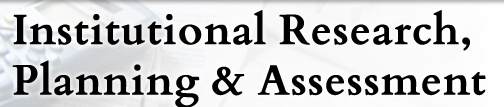 Institutional Research,
Planning & Assessment